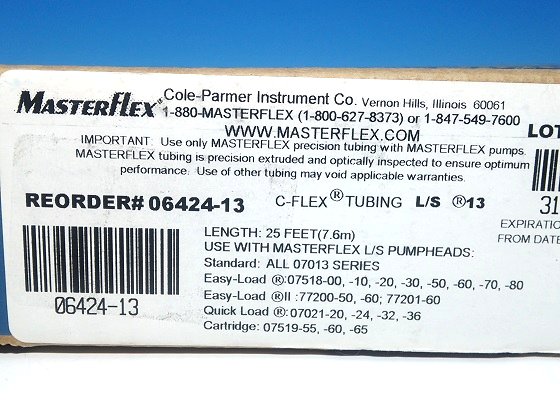 MASTERFLEX® Cole-Parmer Instrument Co. Vernon Hills, Illinois 60061
1-880-MASTERFLEX (1-800-627-8373) or 1-847-549-7600
WWW.MASTERFLEX.COM
LOT
IMPORTANT: Use only MASTERFLEX precision tubing with MASTERFLEX pumps.
MASTERFLEX tubing is precision extruded and optically inspected to ensure optimum
performance. Use of other tubing may void applicable warranties.
REORDER# 06424-13 C-FLEX® TUBING L/S ®13
31
EXPIRATIO
FROM DATE
LENGTH: 25 FEET(7.6m)
USE WITH MASTERFLEX L/S PUMPHEADS:
Standard: ALL 07013 SERIES
Easy-Load ®:07518-00, -10, -20, -30, -50, -60, -70, -80
Easy-Load ®II :77200-50, -60; 77201-60
Quick Load ®:07021-20, -24, -32, -36
Cartridge: 07519-55, -60, -65
06424-13